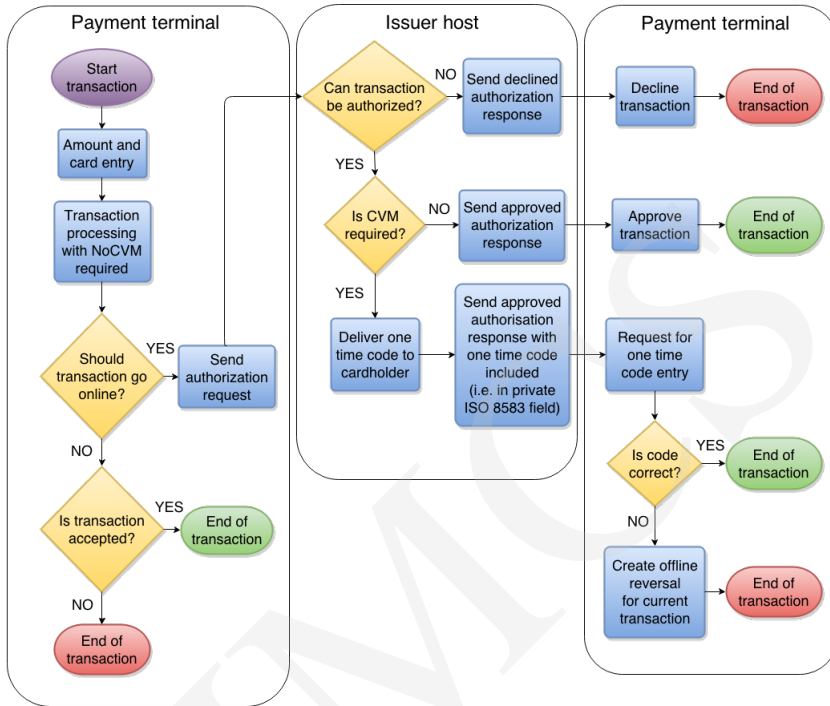 Payment terminal
Start
transaction
Amount and
card entry
Transaction
processing
with NoCVM
required
Should
transaction go
online?
YES
Send
authorization
request
NO
Is transaction
accepted?
YES
End of
transaction
NO
End of
transaction
Issuer host
Can transaction
be authorized?
NO
Send declined
authorization
response
YES
Is CVM
required?
NO
Send approved
authorization
response
YES
Deliver one
time code to
cardholder
Send approved
authorisation
response with
one time code
included
(i.e. in private
ISO 8583 field)
Payment terminal
Decline
transaction
End of
transaction
Approve
transaction
End of
transaction
Request for
one time
code entry
Is code
correct?
YES
End of
transaction
NO
Create offline
reversal
for current
transaction
End of
transaction